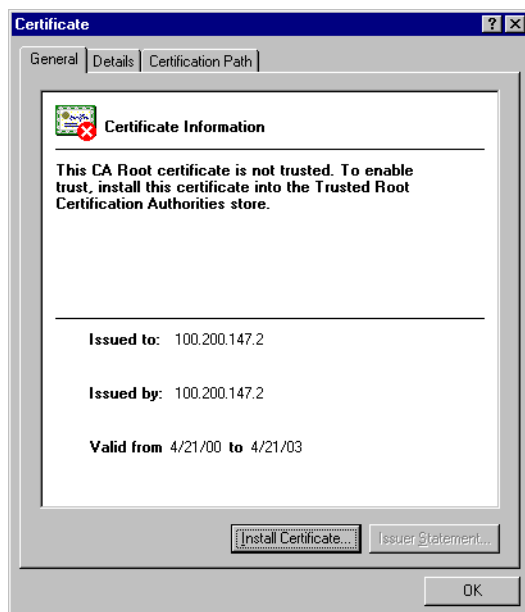 Certificate
General Details Certification Path
Certificate Information
This CA Root certificate is not trusted. To enable
trust, install this certificate into the Trusted Root
Certification Authorities store.
Issued to: 100.200.147.2
Issued by: 100.200.147.2
Valid from 4/21/00 to 4/21/03
Install Certificate... Issuer Statement...
OK